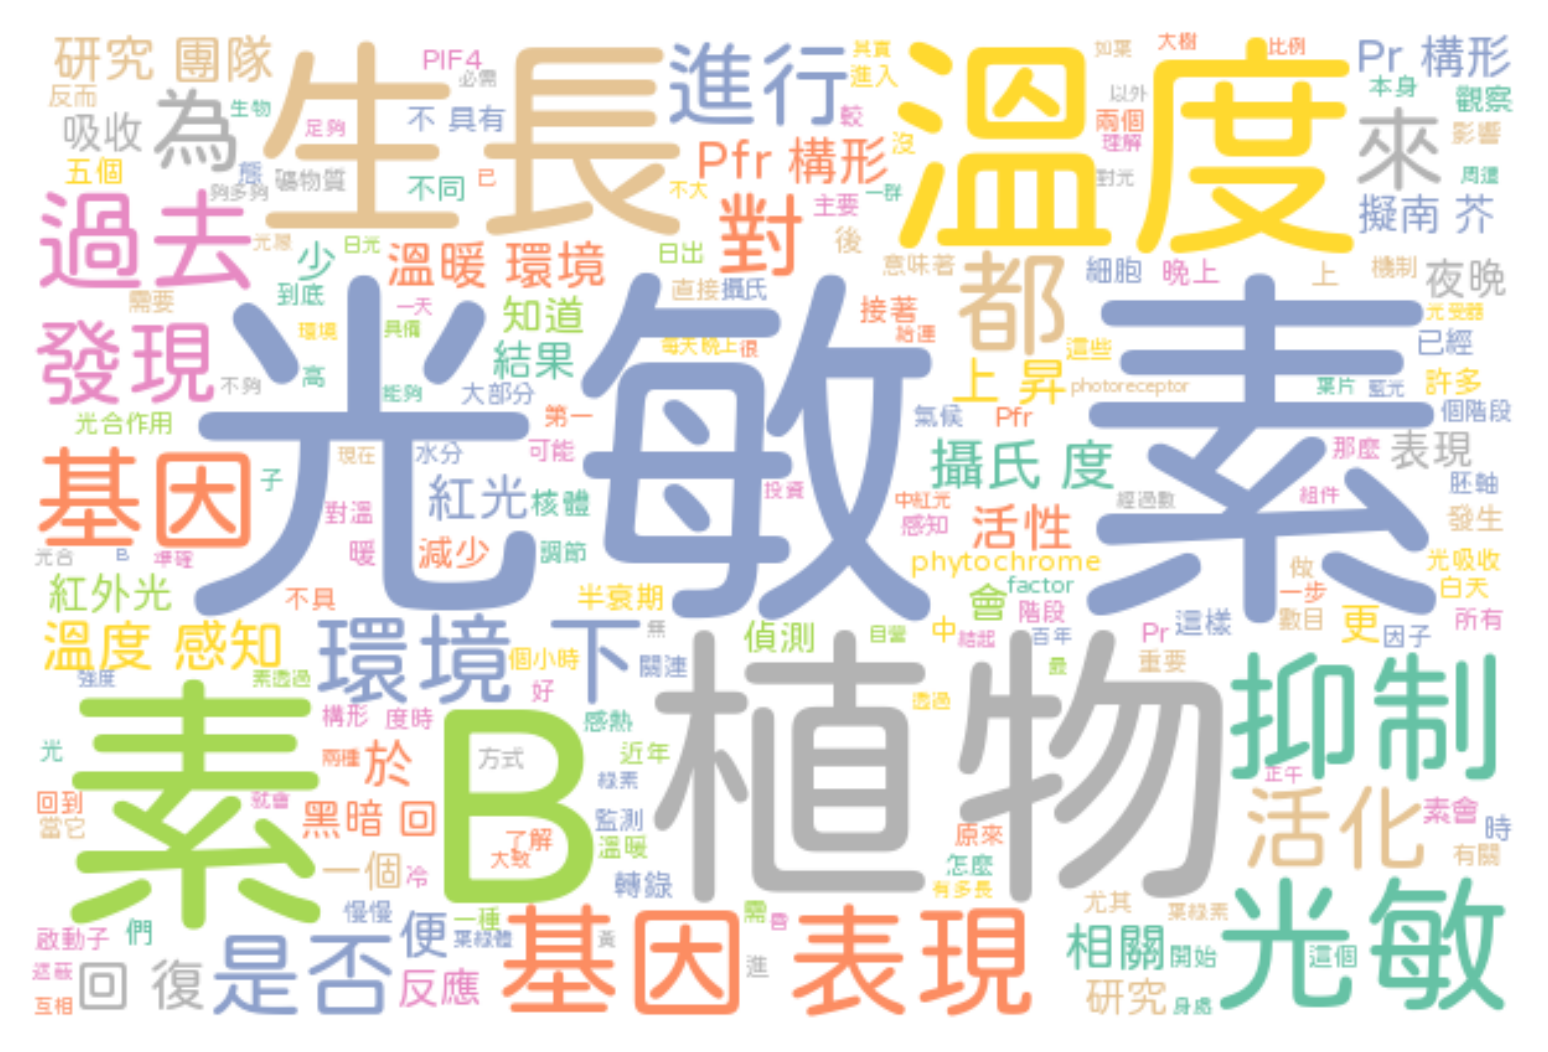 研究 團隊
生長
PIF4
必需
進行
其實
進入
溫度
如葉
大樹
比例
Pr 構形
反而
吸收
為
生物
足夠
不 具有
較
以外
兩個
理解
本身
觀察
來
影響
五個
熊
夠多夠
礦物質
不同
已
Pfr 構形
沒
不大
一群
對光
周遭
過去
光是
少
日光
溫暖 環境
日出
對
主要
後
意味著
都
細胞
晚上
上
機制
擬南 芥
夜晚
需要
到底
一天
知道
直接
攝氏
接著
給運
光受器
發現
環境
具備
結果
每天晚上
很
上 昇
這些
已經
不夠
高
能夠
大部分
photoreceptor
葉片
藍光
許多
光合作用
光敏素
第一
氣候
Pfr
個階段
基因
子
現在
水分
可能
攝氏 度
那麼
表現
對溫
紅光
核體
投資
中紅光
感知
活性
經過數
組件
胚軸
發生
光合
B
準確
暖
減少
調節
phytochrome
做
光吸收
紅外光
不具
半衰期
會
factor
階段
一步
白天
溫度 感知
環境 下
無
偵測
自營
中
結起
百年
Pr
這樣
數目
更
因子
所有
強度
素透過
個小時
好
關連
最
重要
素B
構形
度時
感熱
植物
透過
抑制
光
兩種
於
方式
近年
綠素
正午
回到
當它
就會
黑暗 回
了解
大致
監測
溫暖
原來
怎麼
活化
素會
時
有關
一個
冷
轉錄
有多長
啟動子
們
慢慢
便
一種
葉綠體
基因 表現
需
黃
進
尤其
葉綠素
光敏
遮蔽
互相
回 復
是否
反應
相關
開始
這個
研究
身處